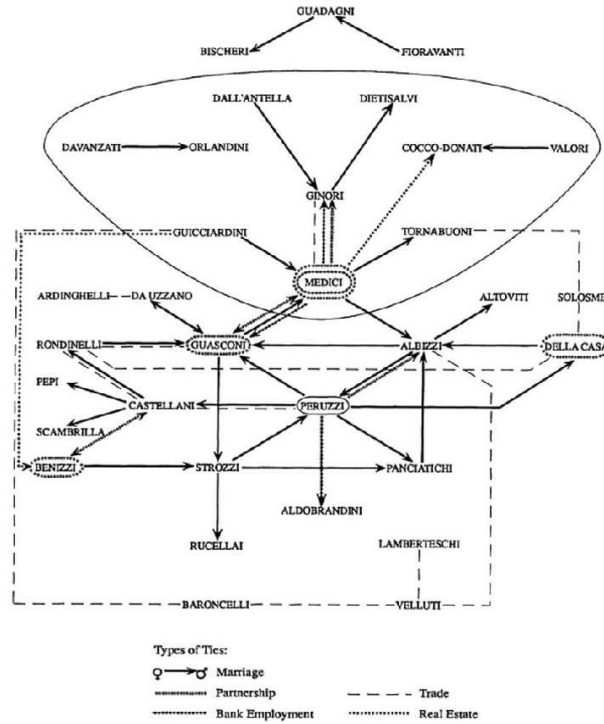 GUADAGNI
BISCHERI FIORAVANTI
DALL'ANTELLA DIETISALVI
DAVANZATI ORLANDINI COCCO-DONATI VALORI
GINORI
GUICCIARDINI TORNABUONI
MEDICI
ARDINGHELLI DA UZZANO ALTOVITI SOLOSMEI
RONDINELLI GUASCONI ALBIZZI DELLA CASA
PEPI CASTELLANI PERUZZI
SCAMBRILLA
BENIZZI STROZZI PANCIATICHI
ALDOBRANDINI
RUCELLAI LAMBERTESCHI
BARONCELLI VELLUTI
Types of Ties:
♀ ♂ Marriage
Partnership Trade
Bank Employment Real Estate